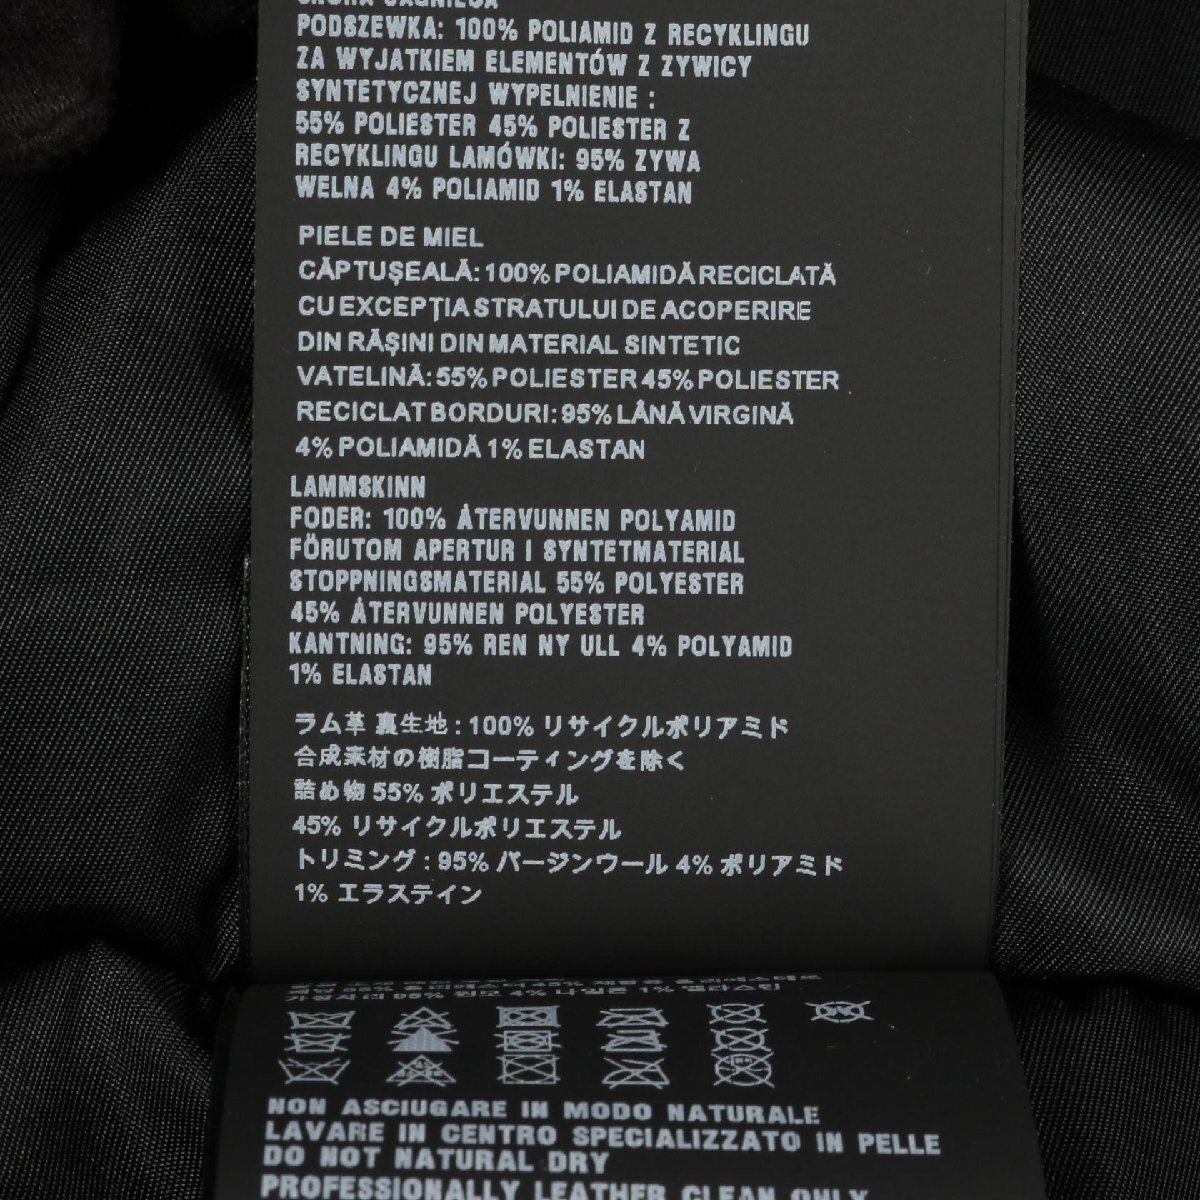 SKÓRA JAGNIĘCA
PODSZEWKA: 100% POLIAMID Z RECYKLINGU
ZA WYJATKIEM ELEMENTÓW Z ZYWICY
SYNTETYCZNEJ WYPELNIENIE :
55% POLIESTER 45% POLIESTER Z
RECYKLINGU LAMÓWKI: 95% ZYWA
WELNA 4% POLIAMID 1% ELASTAN
PIELE DE MIEL
CĂPTUȘEALĂ: 100% POLIAMIDĂ RECICLATĂ
CU EXCEPȚIA STRATULUI DE ACOPERIRE
DIN RĂȘINI DIN MATERIAL SINTETIC
VATELINĂ: 55% POLIESTER 45% POLIESTER
RECICLAT BORDURI: 95% LÂNĂ VIRGINĂ
4% POLIAMIDĂ 1% ELASTAN
LAMMSKINN
FODER: 100% ÅTERVUNNEN POLYAMID
FÖRUTOM APERTUR I SYNTETMATERIAL
STOPPNINGSMATERIAL 55% POLYESTER
45% ÅTERVUNNEN POLYESTER
KANTNING: 95% REN NY ULL 4% POLYAMID
1% ELASTAN
ラム革 裏生地 : 100% リサイクルポリアミド
合成素材の樹脂コーティングを除く
詰め物 55% ポリエステル
45% リサイクルポリエステル
トリミング : 95% バージンウール 4% ポリアミド
1% エラステイン
NON ASCIUGARE IN MODO NATURALE
LAVARE IN CENTRO SPECIALIZZATO IN PELLE
DO NOT NATURAL DRY
PROFESSIONALLY LEATHER CLEAN ONLY